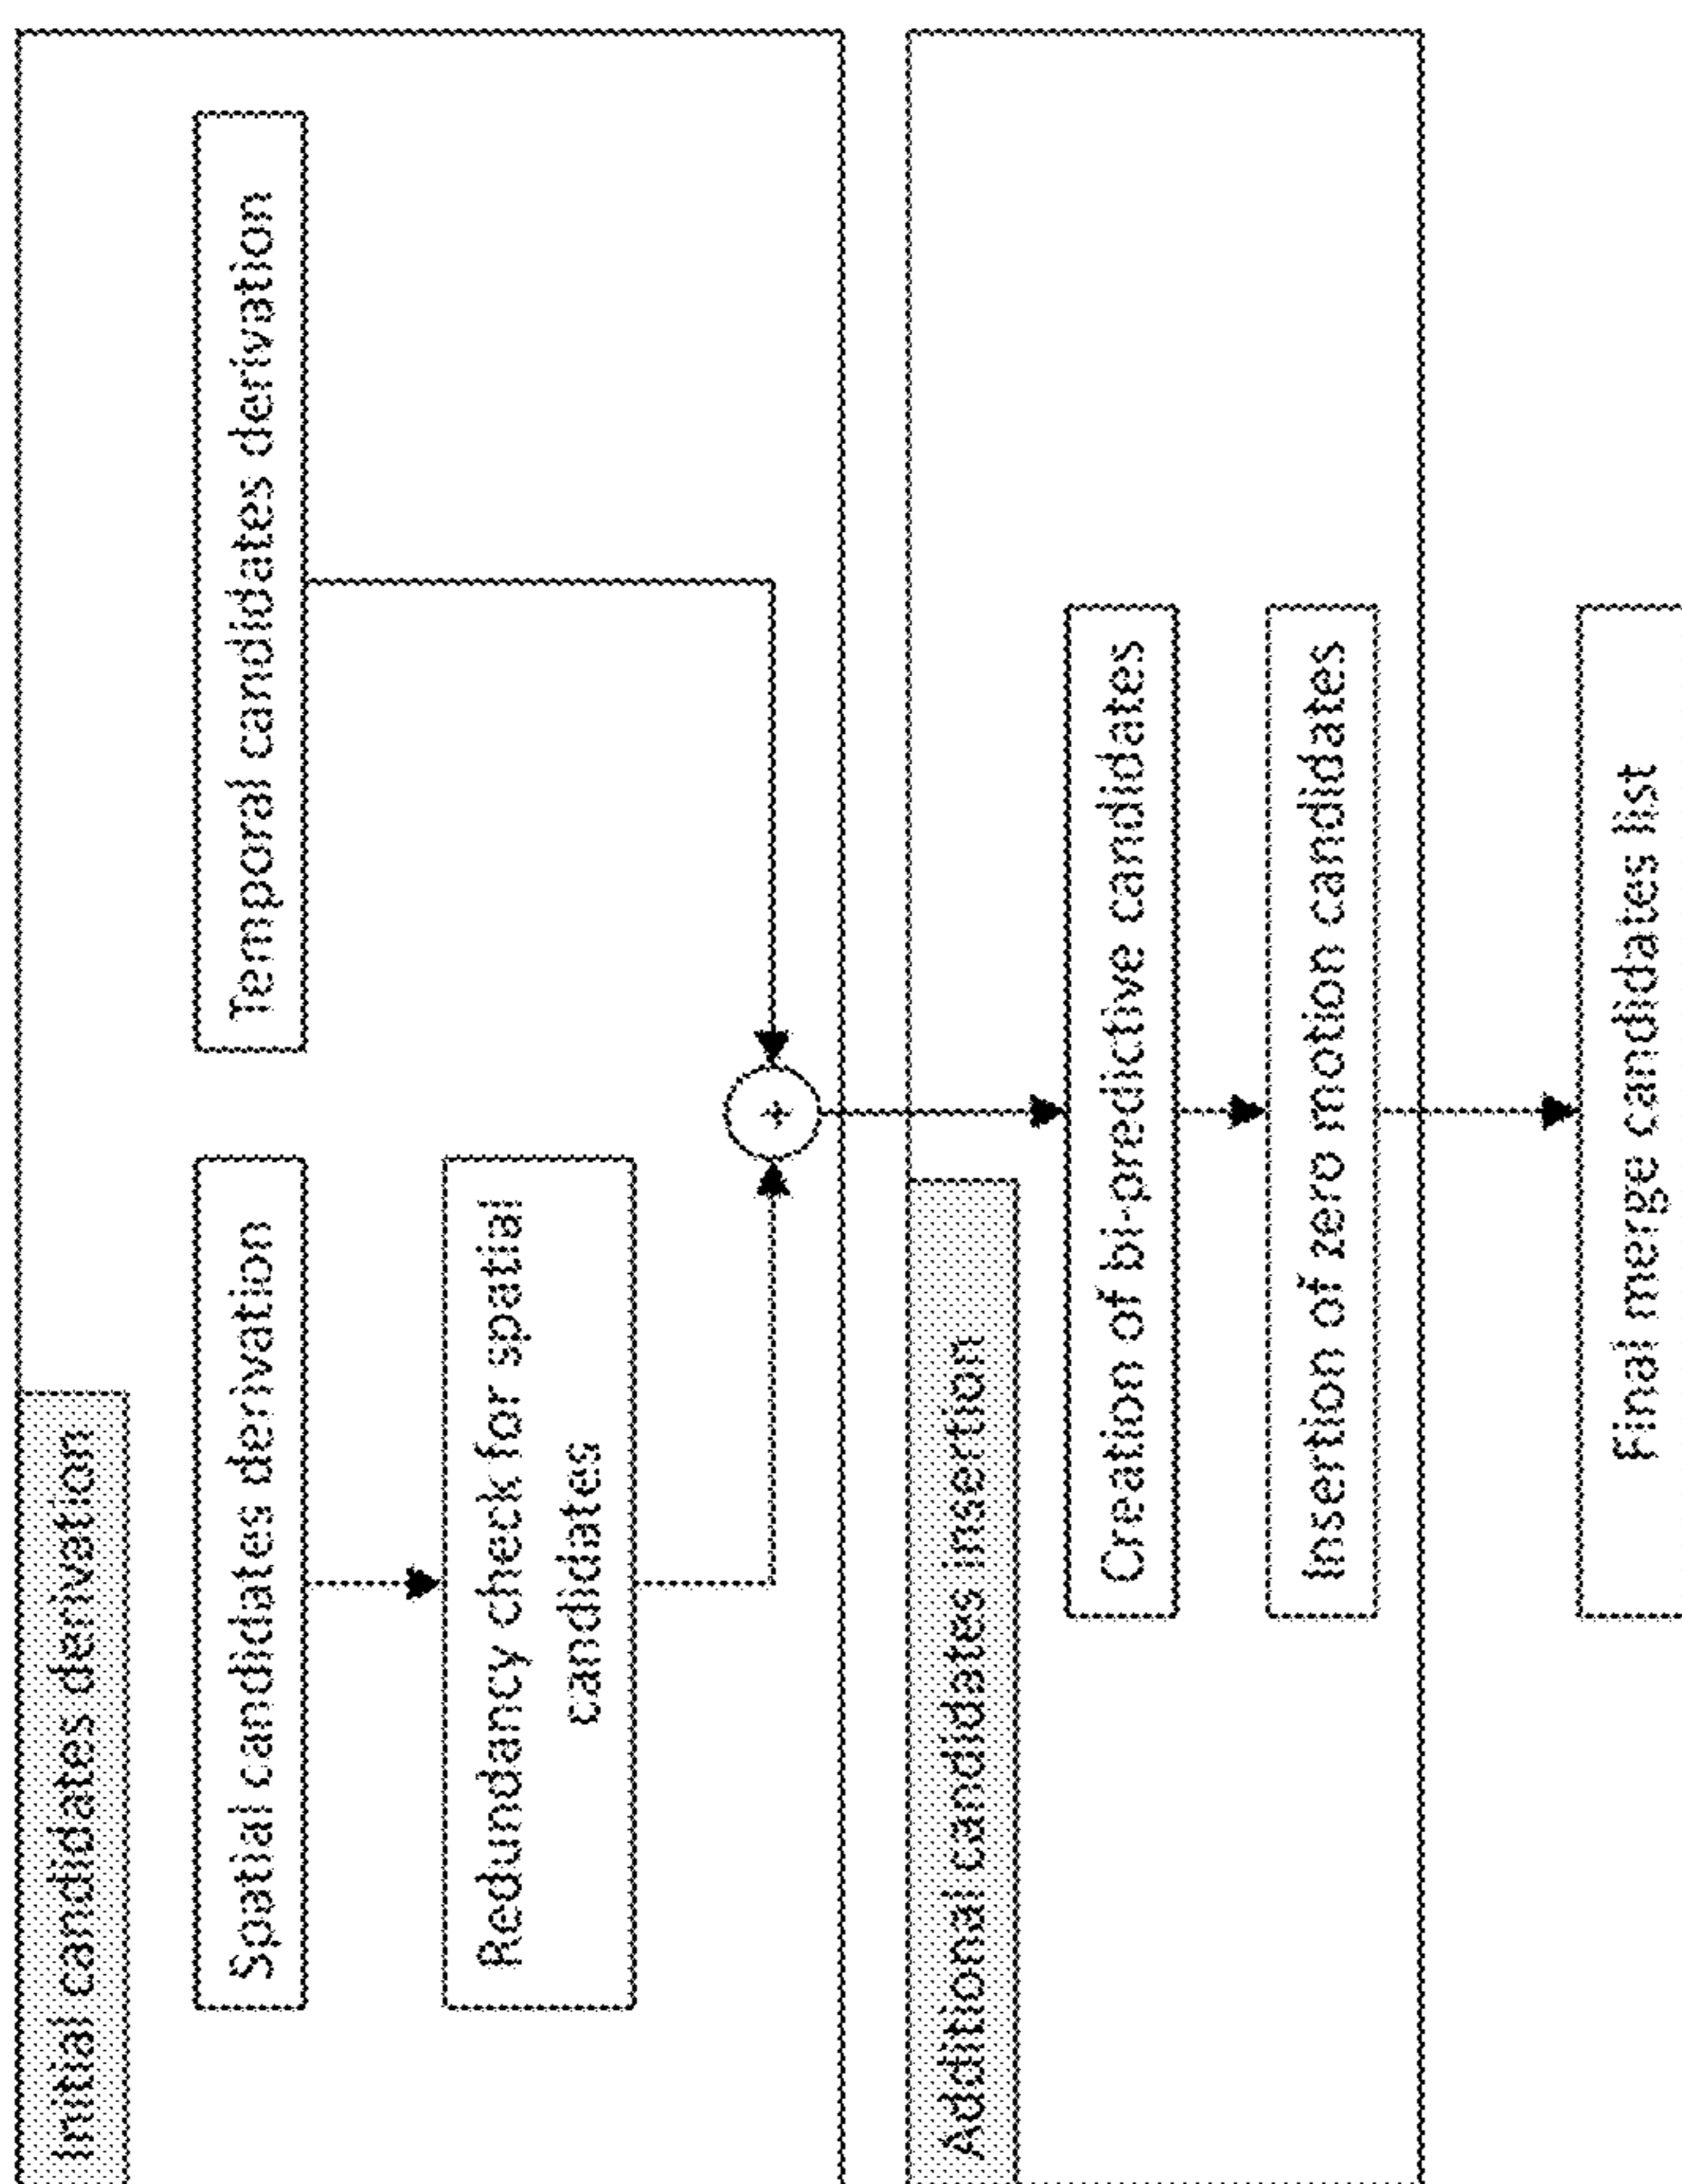 Initial candidates derivation
Spatial candidates derivation
Temporal candidates derivation
Redundancy check for spatial
candidates
+
Additional candidates insertion
Creation of bi-predictive candidates
Insertion of zero motion candidates
Final merge candidates list